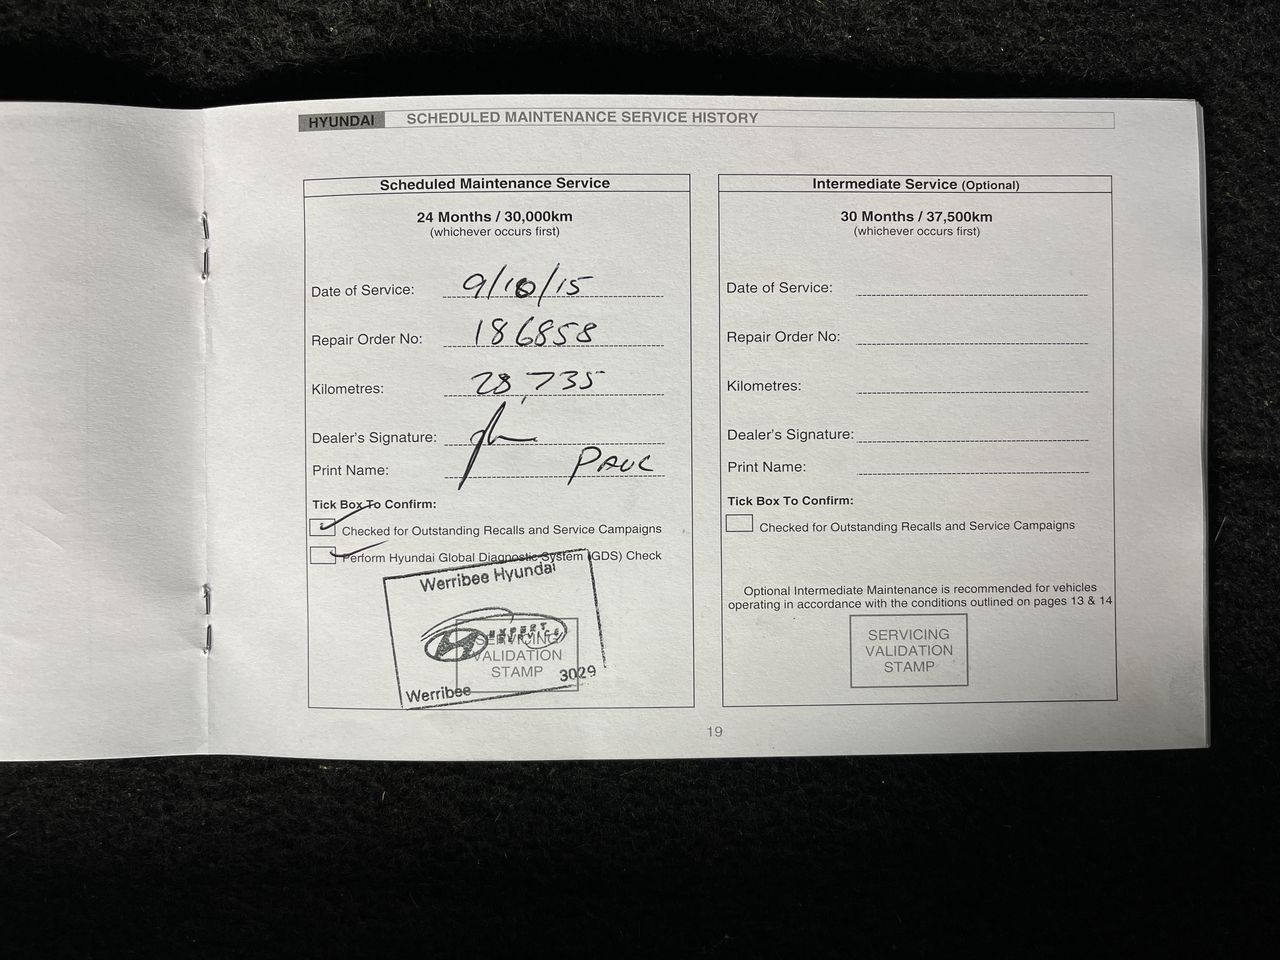 HYUNDAI SCHEDULED MAINTENANCE SERVICE HISTORY
Scheduled Maintenance Service
24 Months / 30,000km
(whichever occurs first)
Date of Service: 9/10/15
Repair Order No: 186858
Kilometres: 28,735
Dealer's Signature:
Print Name: PAUL
Tick Box To Confirm:
Checked for Outstanding Recalls and Service Campaigns
Perform Hyundai Global Diagnostic System (GDS) Check
Werribee Hyundai
EXPERT
SERVICING
VALIDATION
STAMP
Werribee 3029
Intermediate Service (Optional)
30 Months / 37,500km
(whichever occurs first)
Date of Service:
Repair Order No:
Kilometres:
Dealer's Signature:
Print Name:
Tick Box To Confirm:
Checked for Outstanding Recalls and Service Campaigns
Optional Intermediate Maintenance is recommended for vehicles
operating in accordance with the conditions outlined on pages 13 & 14
SERVICING
VALIDATION
STAMP
19